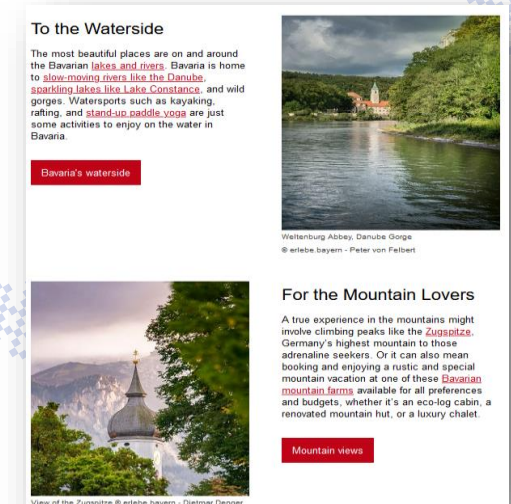 To the Waterside
The most beautiful places are on and around
the Bavarian lakes and rivers. Bavaria is home
to slow-moving rivers like the Danube,
sparkling lakes like Lake Constance, and wild
gorges. Watersports such as kayaking,
rafting, and stand-up paddle yoga are just
some activities to enjoy on the water in
Bavaria.
Bavaria's waterside
Weltenburg Abbey, Danube Gorge
© erlebe.bayern - Peter von Felbert
View of the Zugspitze © erlebe.bayern - Dietmar Denger
For the Mountain Lovers
A true experience in the mountains might
involve climbing peaks like the Zugspitze,
Germany's highest mountain to those
adrenaline seekers. Or it can also mean
booking and enjoying a rustic and special
mountain vacation at one of these Bavarian
mountain farms available for all preferences
and budgets, whether it's an eco-log cabin, a
renovated mountain hut, or a luxury chalet.
Mountain views